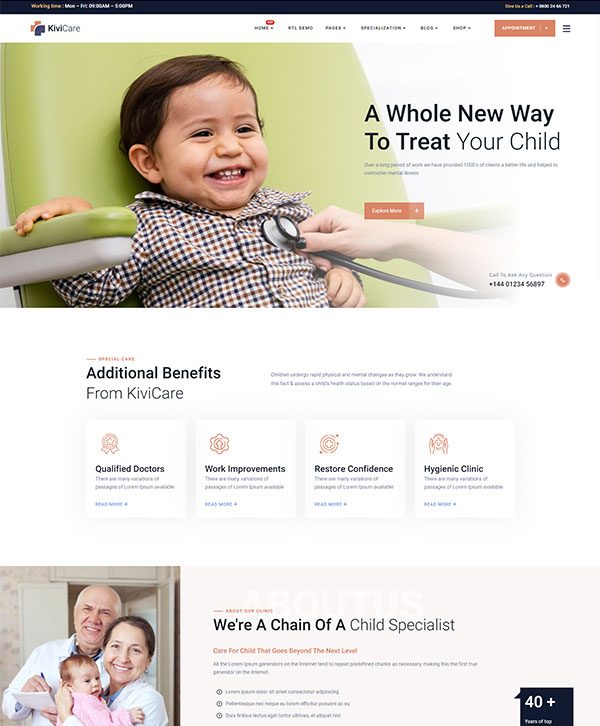 Working time : Mon – Fri: 09:00AM – 5:00PM
Give Us a Call : + 0800 24 66 721
KiviCare
HOT
HOME + RTL DEMO PAGES + SPECIALIZATION + BLOG + SHOP + APPOINTMENT +
A Whole New Way
To Treat Your Child
Over a long period of work we have provided 1000's of clients a better life and helped to
overcome mental illness
Explore More +
Call To Ask Any Question
+144 01234 56897
SPECIAL CARE
Additional Benefits
From KiviCare
Children undergo rapid physical and mental changes as they grow. We understand
this fact & assess a child's health status based on the normal ranges for their age.
Qualified Doctors
There are many variations of
passages of Lorem Ipsum available
READ MORE +
Work Improvements
There are many variations of
passages of Lorem Ipsum available
READ MORE +
Restore Confidence
There are many variations of
passages of Lorem Ipsum available
READ MORE +
Hygienic Clinic
There are many variations of
passages of Lorem Ipsum available
READ MORE +
ABOUTUS
ABOUT OUR CLINIC
We're A Chain Of A Child Specialist
Care For Child That Goes Beyond The Next Level
All the Lorem Ipsum generators on the Internet tend to repeat predefined chunks as necessary, making this the first true
generator on the Internet.
Lorem ipsum dolor sit amet consectetur adipiscing
Pellentesque nec neque eu lorem efficitur posuere ac eu
Duis finibus lectus eget tortor ultrices, et aliquet nisl
40 +
Years of top